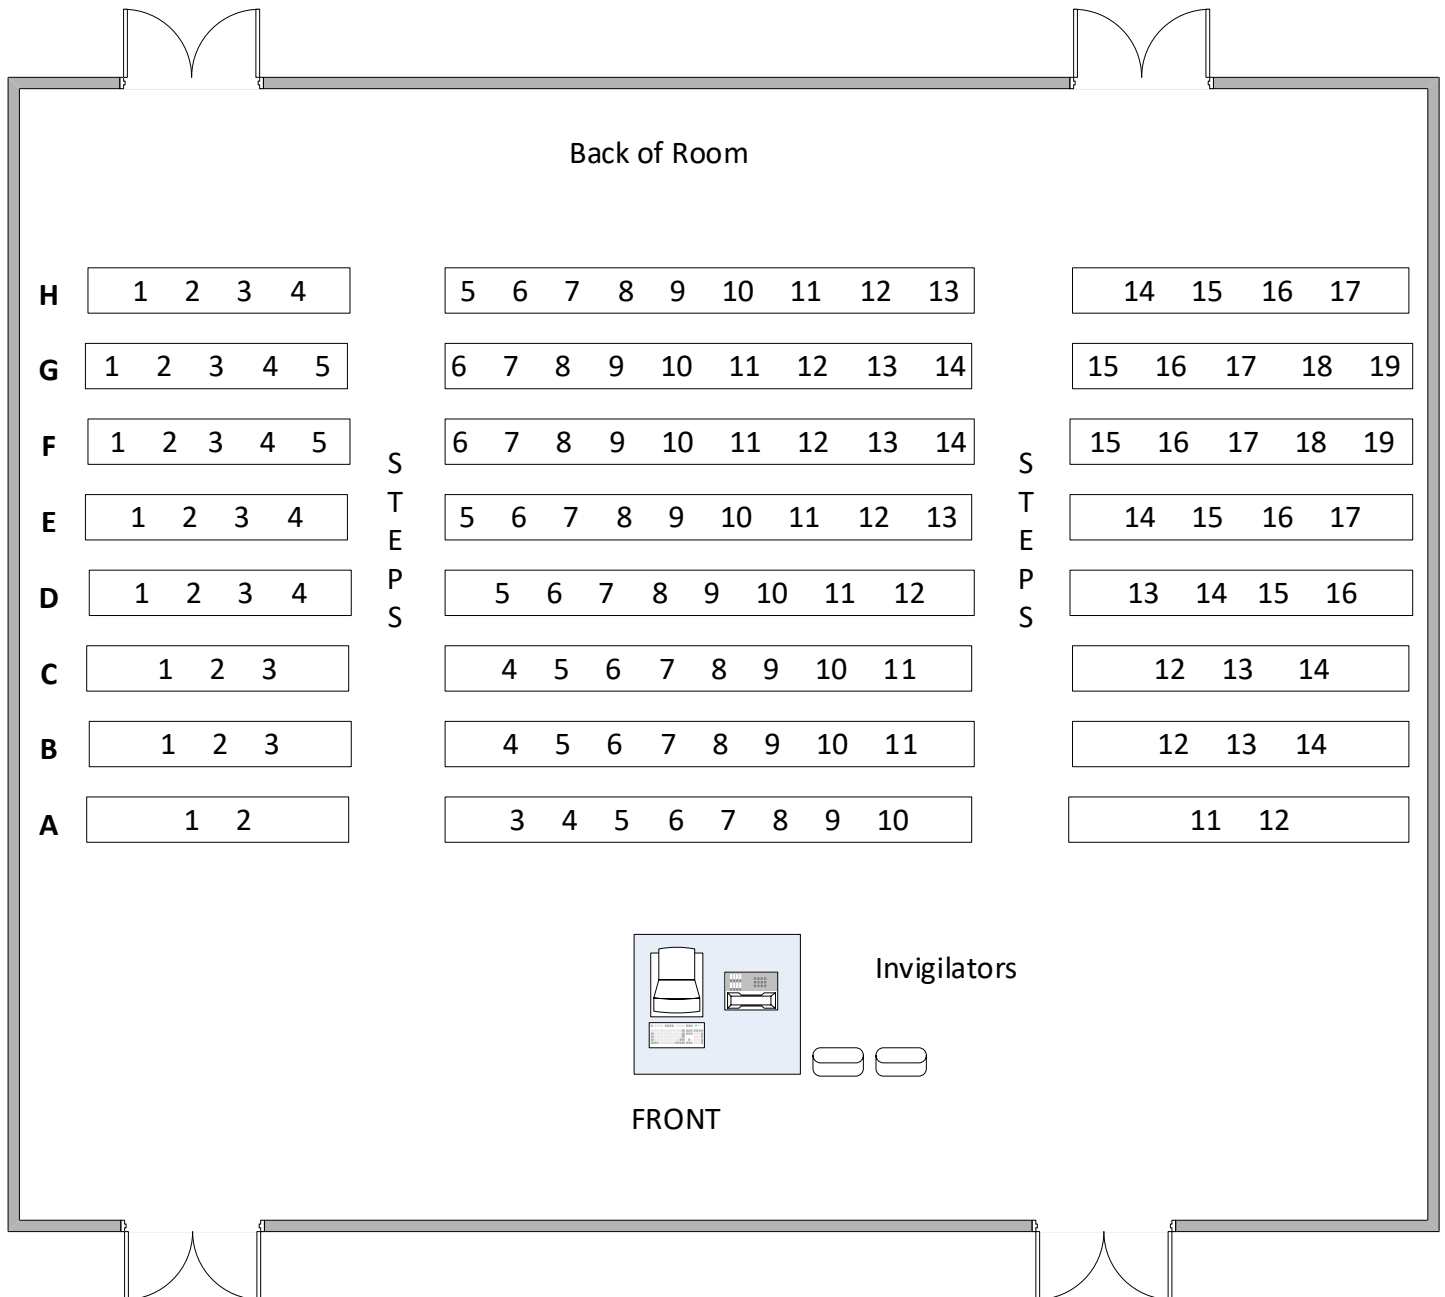 Back of Room
H 1 2 3 4 5 6 7 8 9 10 11 12 13 14 15 16 17
G 1 2 3 4 5 6 7 8 9 10 11 12 13 14 15 16 17 18 19
F 1 2 3 4 5 6 7 8 9 10 11 12 13 14 15 16 17 18 19
E 1 2 3 4 5 6 7 8 9 10 11 12 13 14 15 16 17
D 1 2 3 4 5 6 7 8 9 10 11 12 13 14 15 16
C 1 2 3 4 5 6 7 8 9 10 11 12 13 14
B 1 2 3 4 5 6 7 8 9 10 11 12 13 14
A 1 2 3 4 5 6 7 8 9 10 11 12
STEPS
STEPS
Invigilators
FRONT